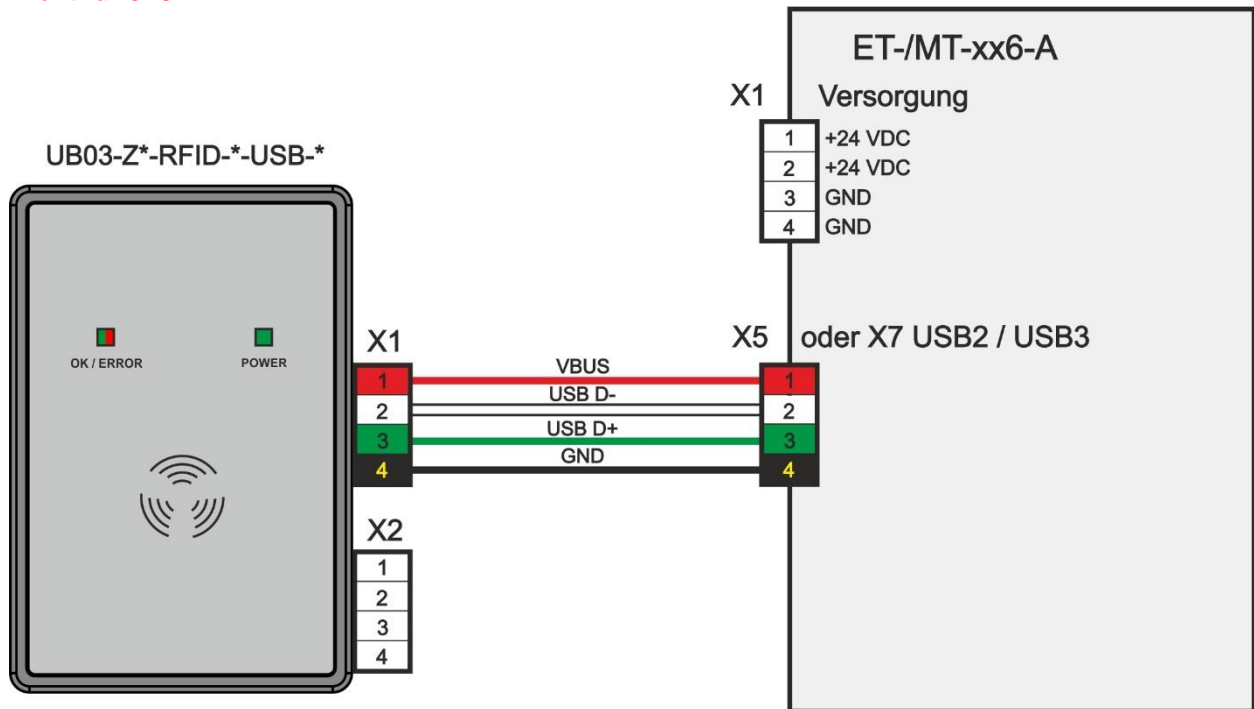 ET-/MT-xx6-A
X1 Versorgung
1 +24 VDC
2 +24 VDC
3 GND
4 GND
UB03-Z*-RFID-*-USB-*
OK / ERROR
POWER
X1
X5 oder X7 USB2 / USB3
1 VBUS 1
2 USB D- 2
3 USB D+ 3
4 GND 4
X2
1
2
3
4